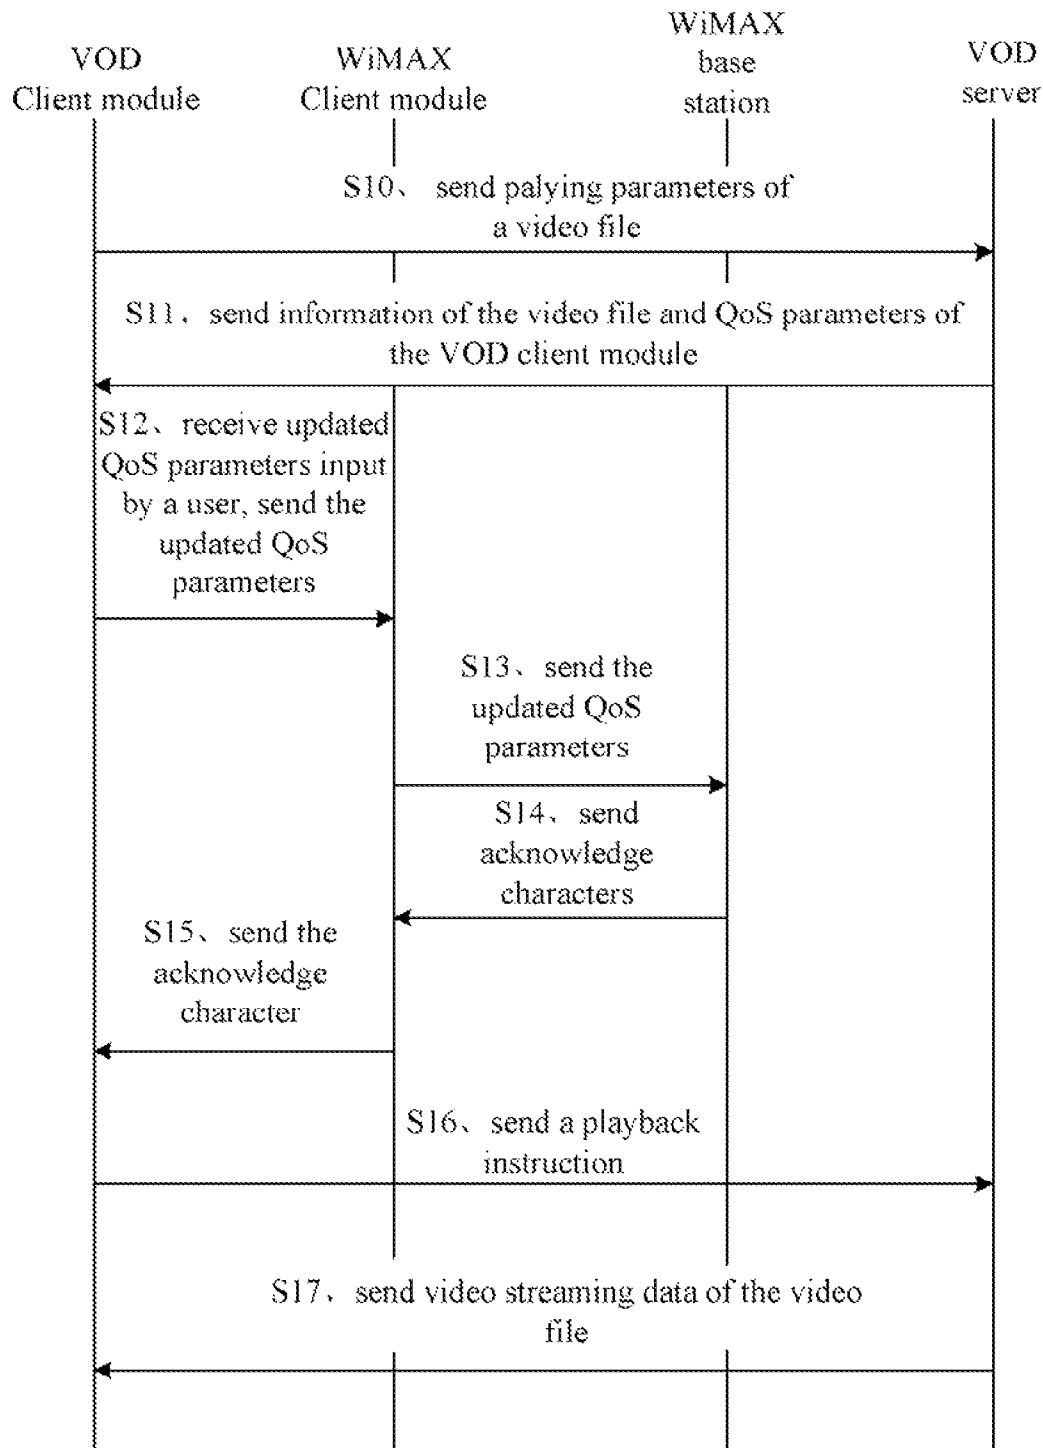 VOD
Client module
WiMAX
Client module
WiMAX
base
station
VOD
server
S10、 send palying parameters of
a video file
S11、send information of the video file and QoS parameters of
the VOD client module
S12、receive updated
QoS parameters input
by a user, send the
updated QoS
parameters
S13、send the
updated QoS
parameters
S14、send
acknowledge
characters
S15、send the
acknowledge
character
S16、send a playback
instruction
S17、send video streaming data of the video
file